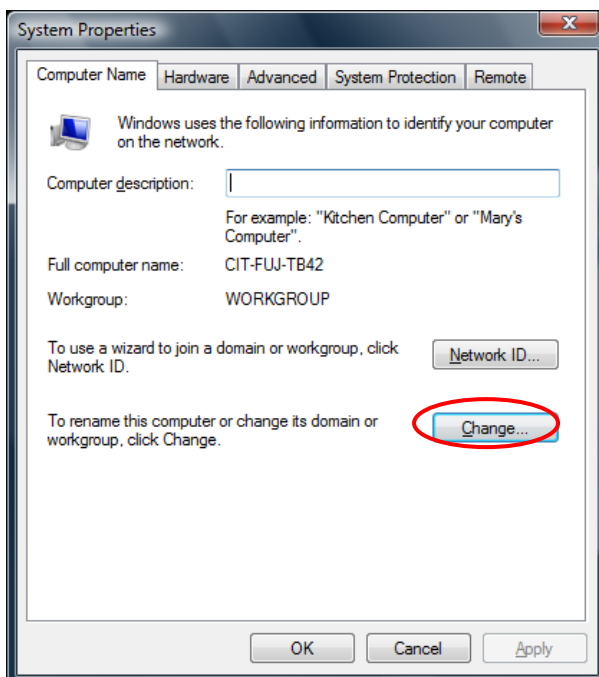 System Properties
Computer Name Hardware Advanced System Protection Remote
Windows uses the following information to identify your computer
on the network.
Computer description:
For example: "Kitchen Computer" or "Mary's
Computer".
Full computer name: CIT-FUJ-TB42
Workgroup: WORKGROUP
To use a wizard to join a domain or workgroup, click
Network ID.
Network ID...
To rename this computer or change its domain or
workgroup, click Change.
Change...
OK Cancel Apply